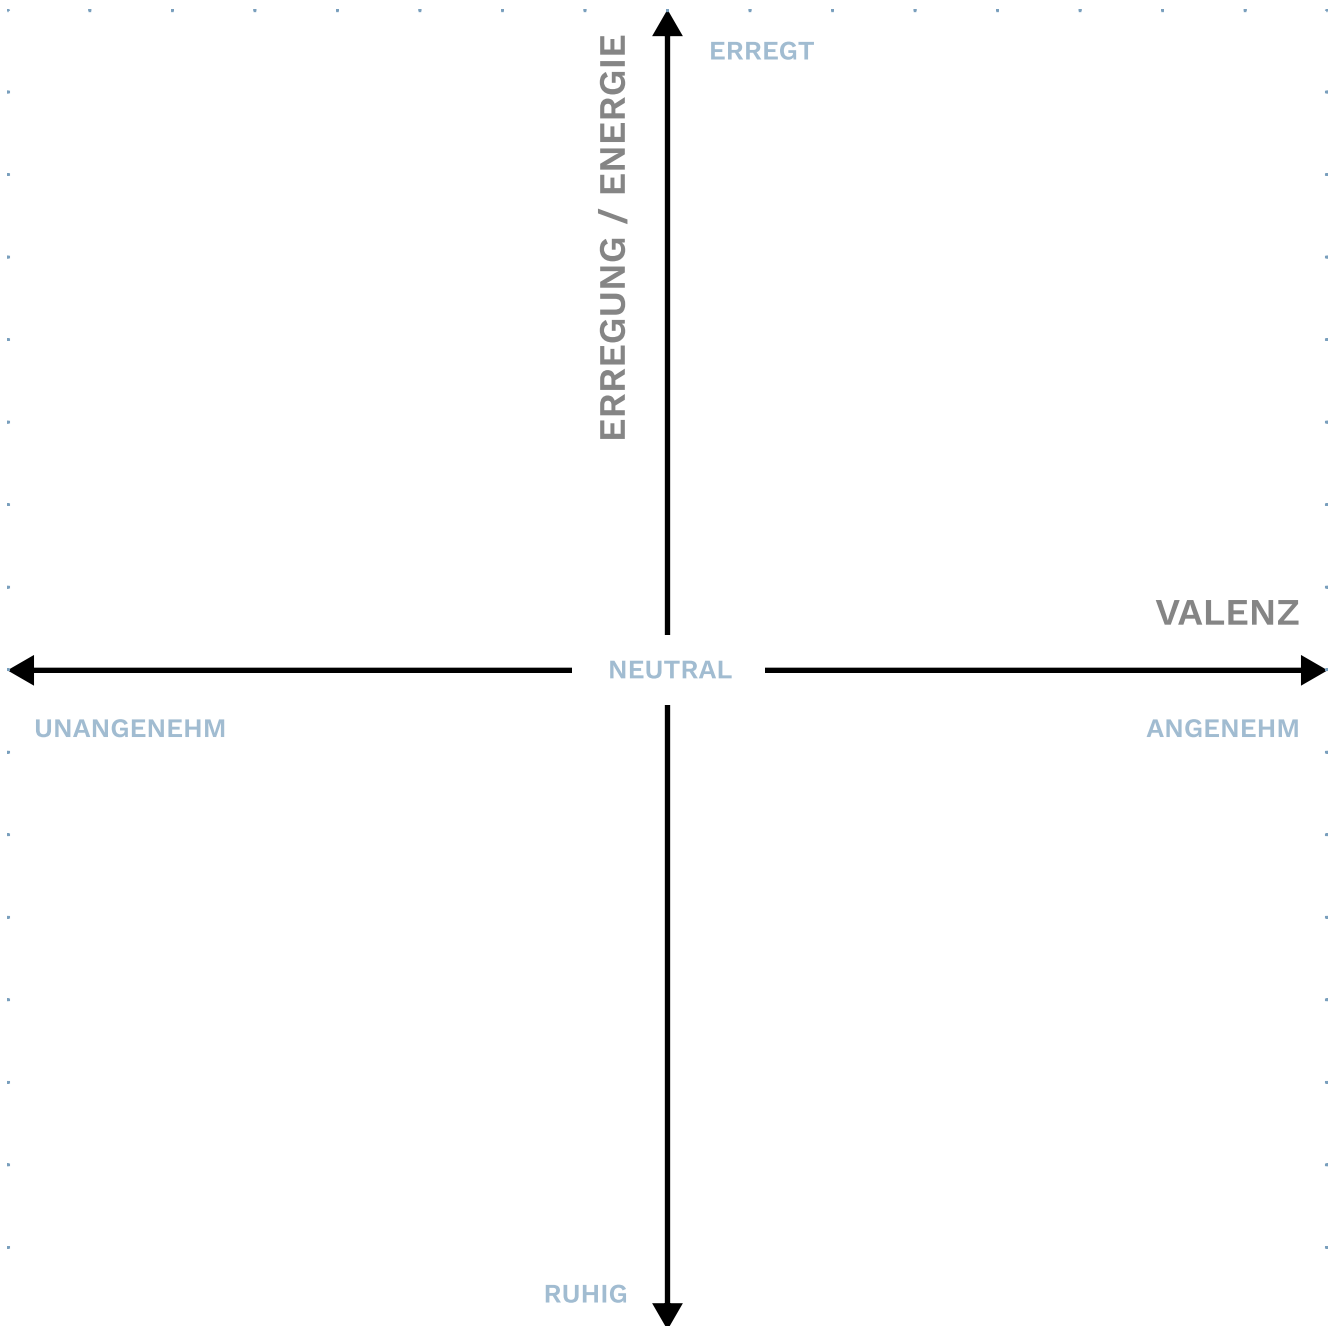 ERREGUNG / ENERGIE
ERREGT
VALENZ
NEUTRAL
UNANGENEHM
ANGENEHM
RUHIG